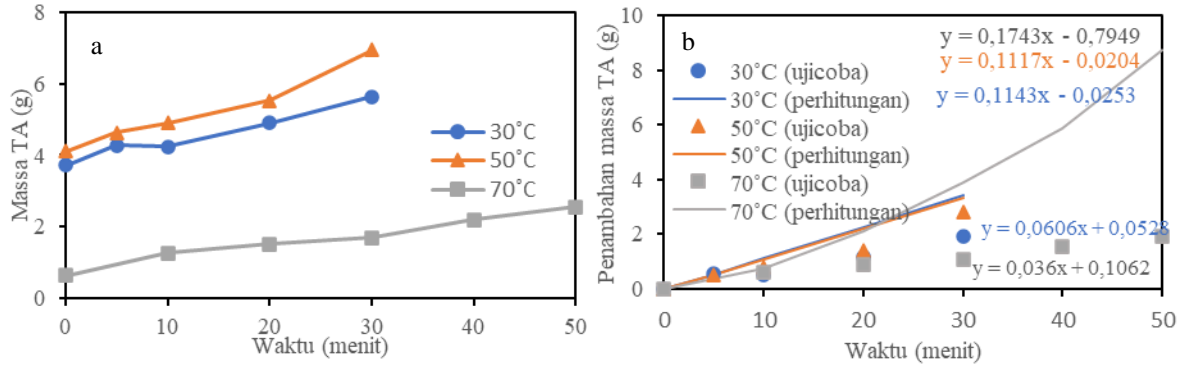 a
Massa TA (g)
8
6
4
2
0
0 10 20 30 40 50
Waktu (menit)
30˚C
50˚C
70˚C
b
Penambahan massa TA (g)
10
8
6
4
2
0
0 10 20 30 40 50
Waktu (menit)
30˚C (ujicoba)
30˚C (perhitungan)
50˚C (ujicoba)
50˚C (perhitungan)
70˚C (ujicoba)
70˚C (perhitungan)
y = 0,1743x - 0,7949
y = 0,1117x - 0,0204
y = 0,1143x - 0,0253
y = 0,0606x + 0,0528
y = 0,036x + 0,1062